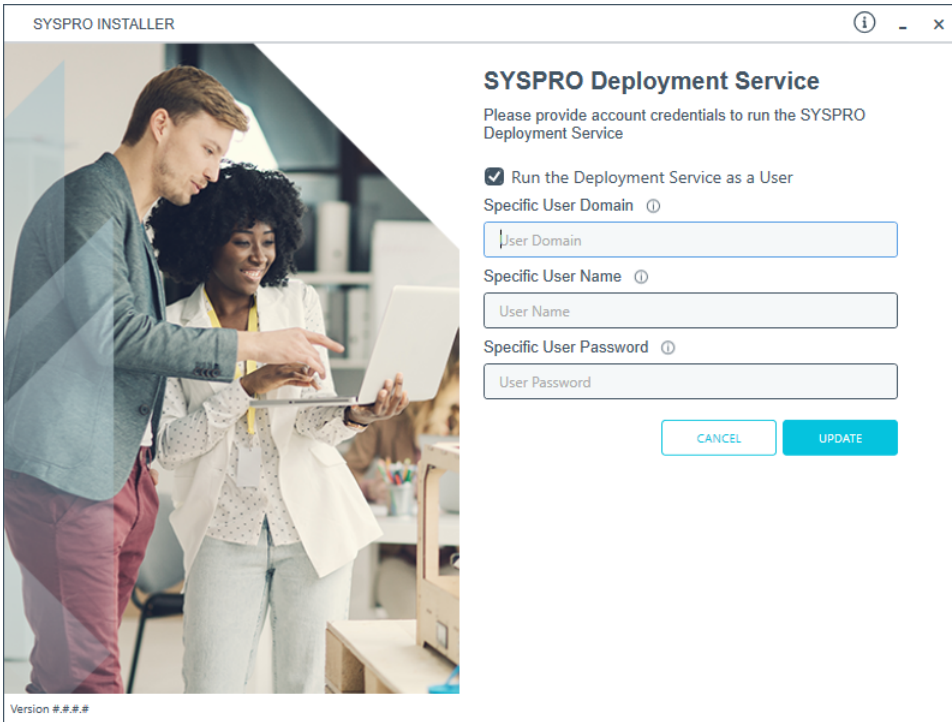 SYSPRO INSTALLER
SYSPRO Deployment Service
Please provide account credentials to run the SYSPRO
Deployment Service
Run the Deployment Service as a User
Specific User Domain
User Domain
Specific User Name
User Name
Specific User Password
User Password
CANCEL
UPDATE
Version #.#.#.#